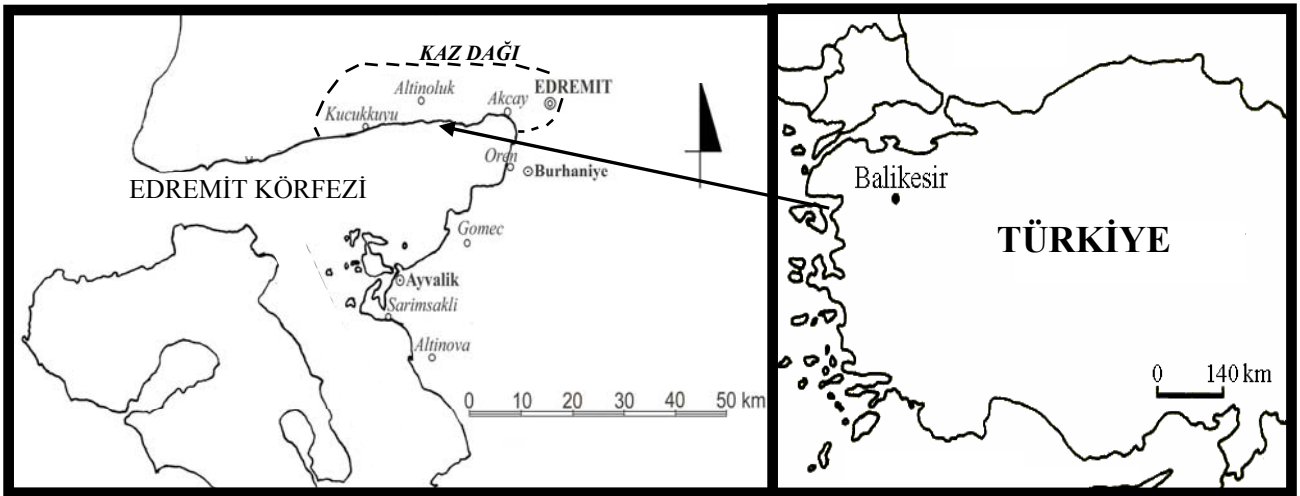 KAZ DAĞI
Altinoluk
EDREMIT
Akcay
Kucukkuyu
Oren
Burhaniye
EDREMİT KÖRFEZİ
Gomec
Ayvalik
Sarimsakli
Altinova
0 10 20 30 40 50 km
Balikesir
TÜRKİYE
0 140 km